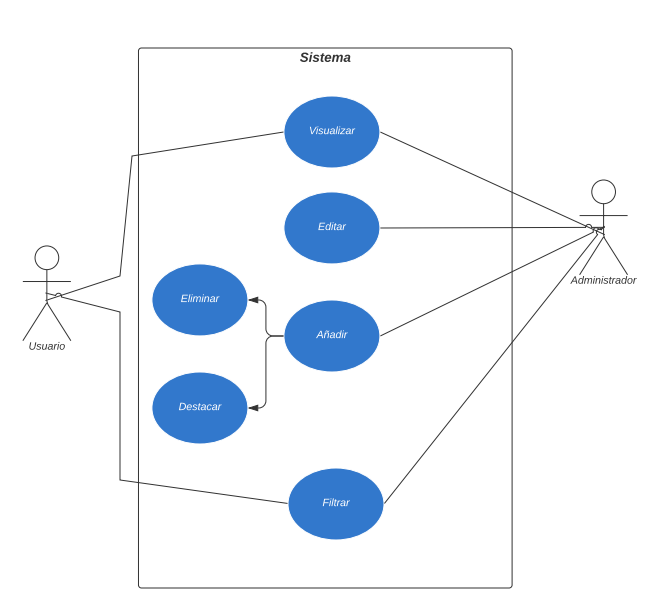 Sistema
Visualizar
Editar
Eliminar
Añadir
Destacar
Filtrar
Usuario
Administrador